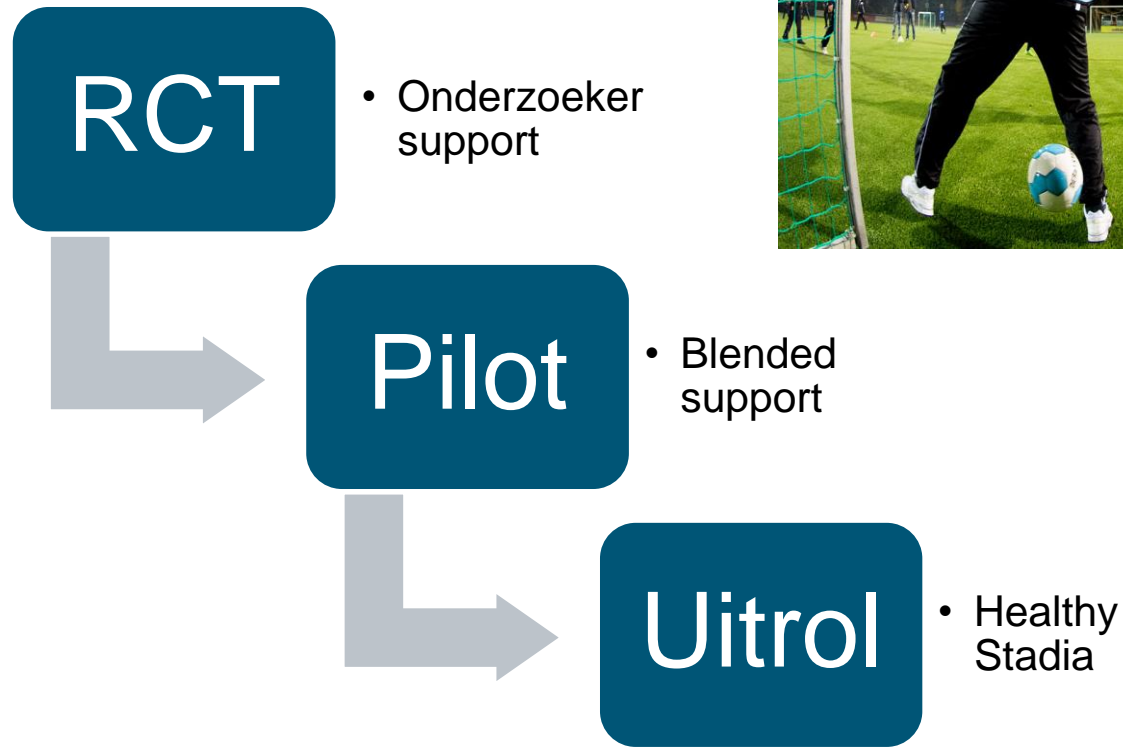 RCT
• Onderzoeker
support
Pilot
• Blended
support
Uitrol
• Healthy
Stadia